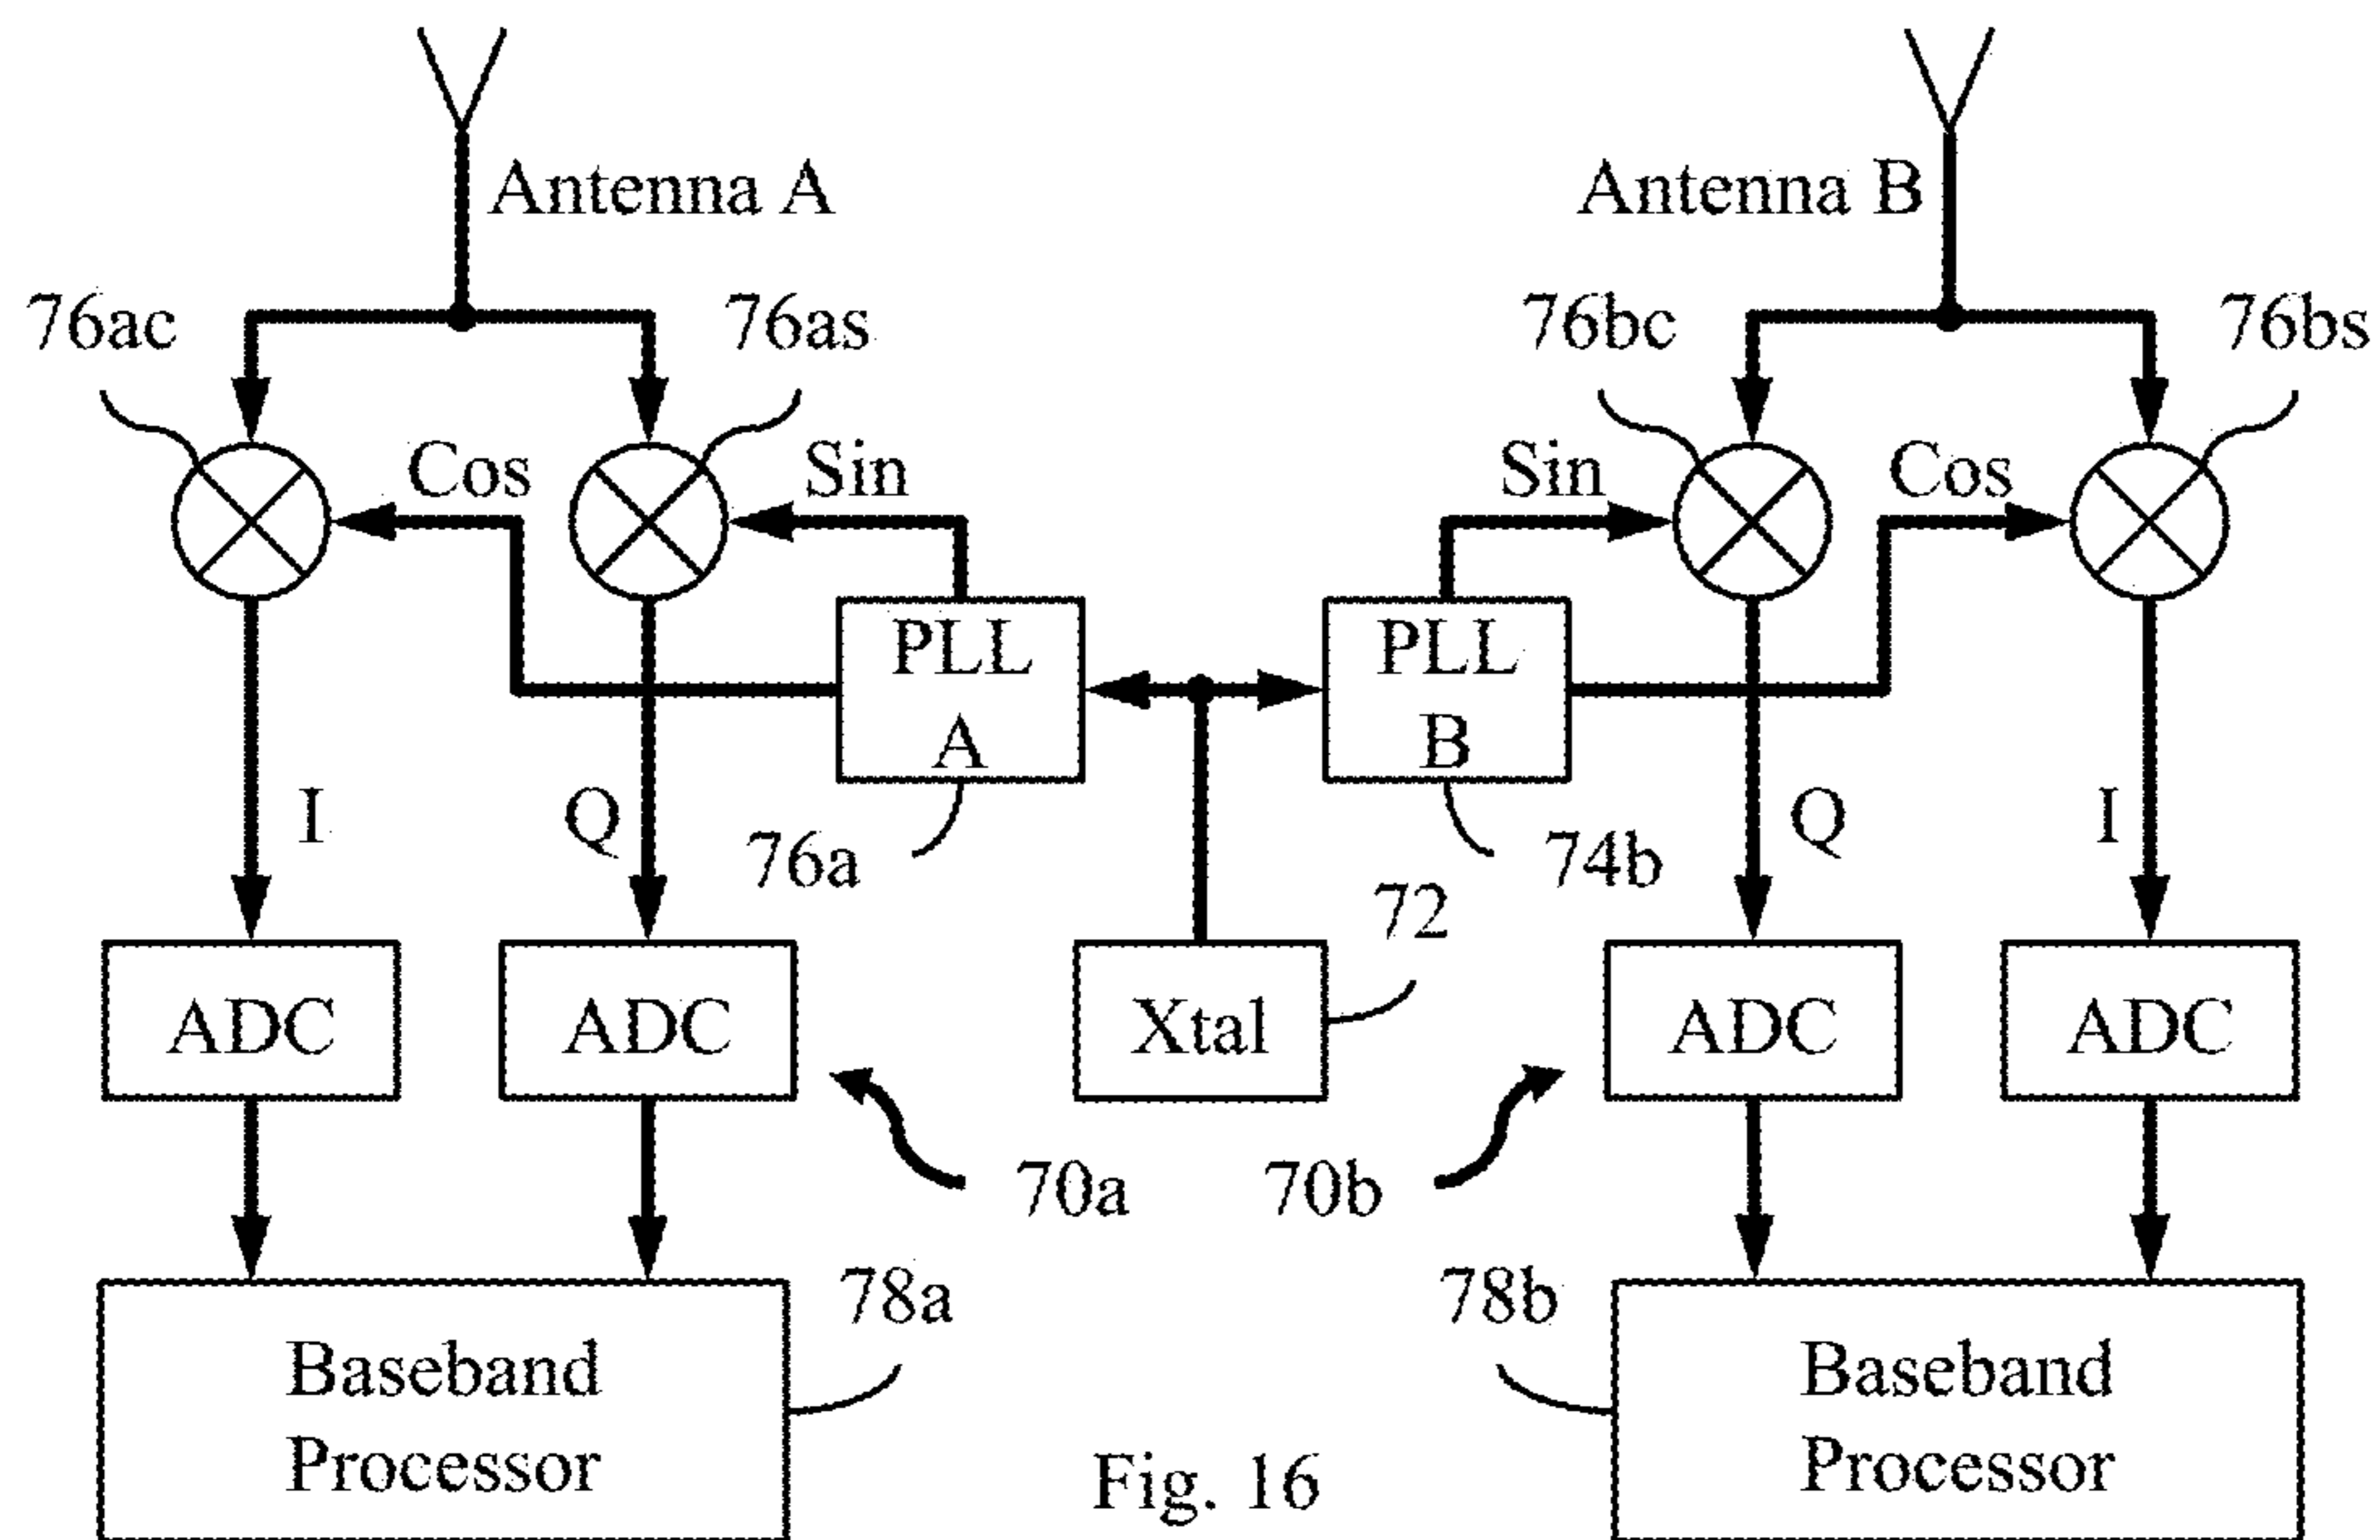 Antenna A
Antenna B
76ac
76as
76bc
76bs
Cos
Sin
Sin
Cos
PLL
A
PLL
B
I
Q
76a
74b
Q
I
72
ADC
ADC
Xtal
ADC
ADC
70a
70b
78a
78b
Baseband
Processor
Baseband
Processor
Fig. 16